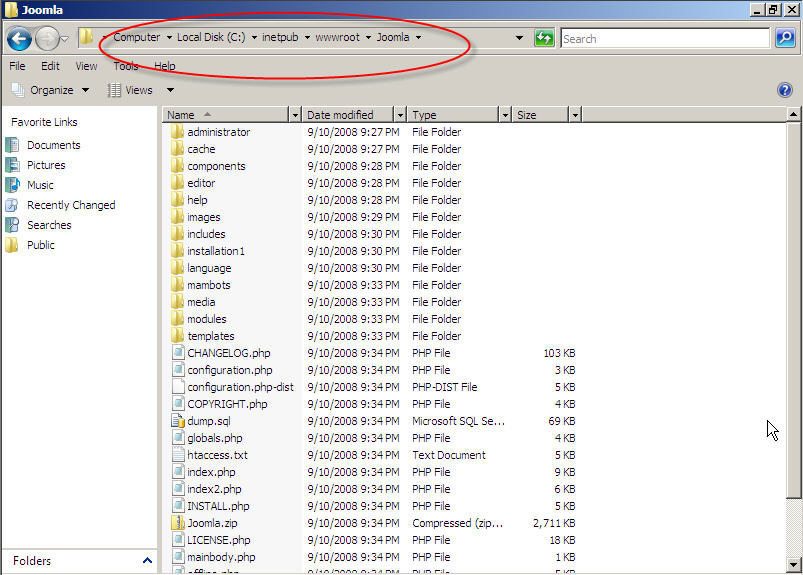 Joomla
Computer Local Disk (C:) inetpub wwwroot Joomla Search
File Edit View Tools Help
Organize Views
Favorite Links
Documents
Pictures
Music
Recently Changed
Searches
Public
Folders
Name Date modified Type Size
administrator 9/10/2008 9:27 PM File Folder
cache 9/10/2008 9:27 PM File Folder
components 9/10/2008 9:28 PM File Folder
editor 9/10/2008 9:28 PM File Folder
help 9/10/2008 9:28 PM File Folder
images 9/10/2008 9:29 PM File Folder
includes 9/10/2008 9:30 PM File Folder
installation1 9/10/2008 9:30 PM File Folder
language 9/10/2008 9:30 PM File Folder
mambots 9/10/2008 9:33 PM File Folder
media 9/10/2008 9:33 PM File Folder
modules 9/10/2008 9:33 PM File Folder
templates 9/10/2008 9:33 PM File Folder
CHANGELOG.php 9/10/2008 9:34 PM PHP File 103 KB
configuration.php 9/10/2008 9:34 PM PHP File 3 KB
configuration.php-dist 9/10/2008 9:34 PM PHP-DIST File 5 KB
COPYRIGHT.php 9/10/2008 9:34 PM PHP File 4 KB
dump.sql 9/10/2008 9:34 PM Microsoft SQL Se... 69 KB
globals.php 9/10/2008 9:34 PM PHP File 4 KB
htaccess.txt 9/10/2008 9:34 PM Text Document 5 KB
index.php 9/10/2008 9:34 PM PHP File 9 KB
index2.php 9/10/2008 9:34 PM PHP File 6 KB
INSTALL.php 9/10/2008 9:34 PM PHP File 5 KB
Joomla.zip 9/10/2008 9:34 PM Compressed (zip... 2,711 KB
LICENSE.php 9/10/2008 9:34 PM PHP File 18 KB
mainbody.php 9/10/2008 9:34 PM PHP File 1 KB